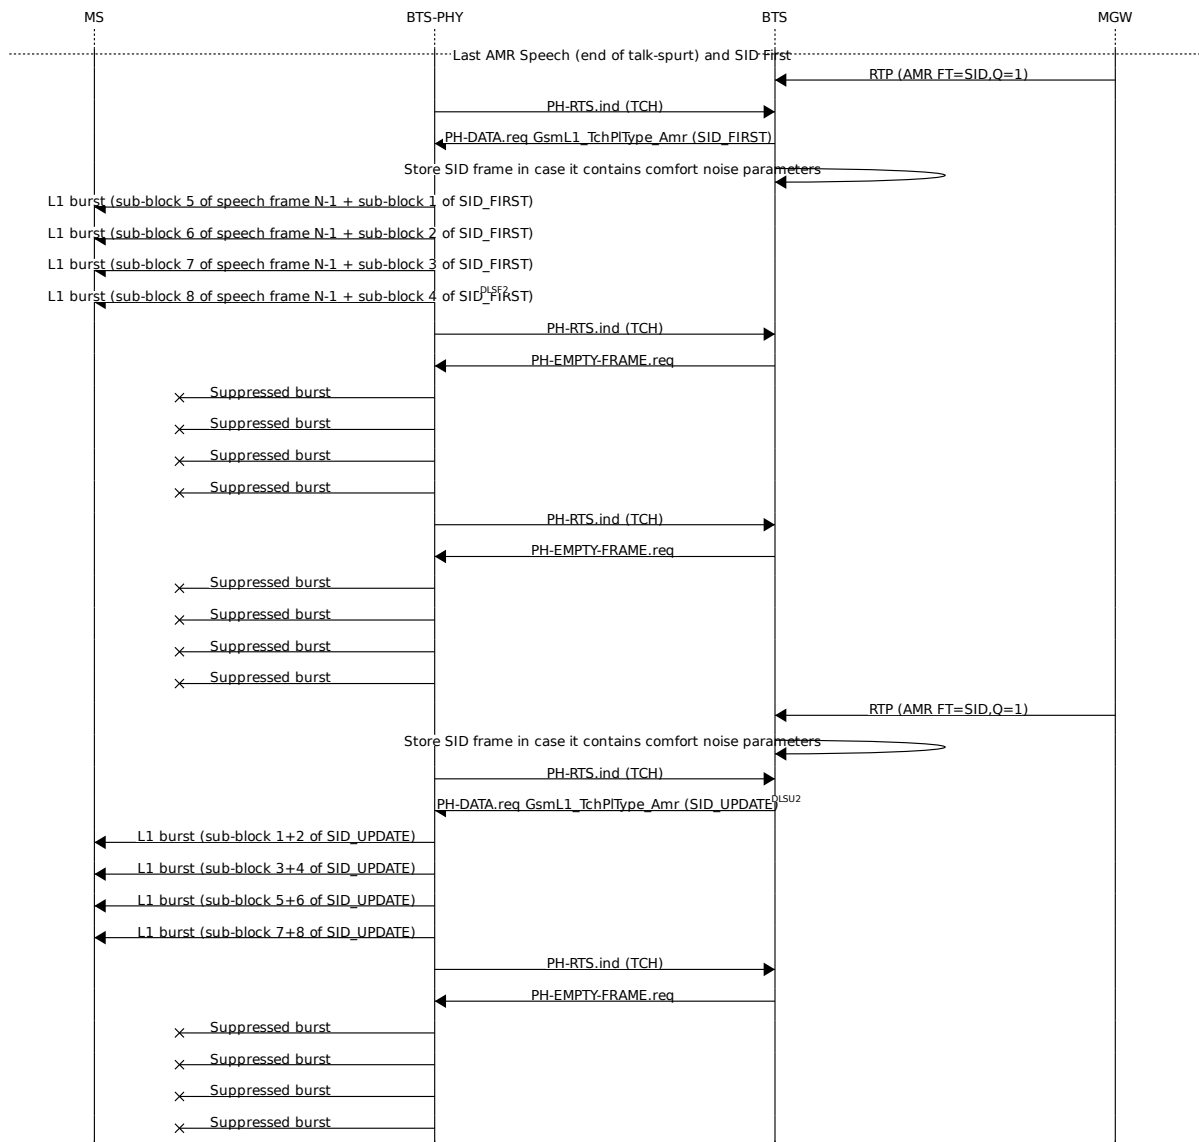 MS BTS-PHY BTS MGW
Last AMR Speech (end of talk-spurt) and SID First
RTP (AMR FT=SID,Q=1)
PH-RTS.ind (TCH)
PH-DATA.req GsmL1_TchPlType_Amr (SID_FIRST)
Store SID frame in case it contains comfort noise parameters
L1 burst (sub-block 5 of speech frame N-1 + sub-block 1 of SID_FIRST)
L1 burst (sub-block 6 of speech frame N-1 + sub-block 2 of SID_FIRST)
L1 burst (sub-block 7 of speech frame N-1 + sub-block 3 of SID_FIRST)
L1 burst (sub-block 8 of speech frame N-1 + sub-block 4 of SID_FIRST) DLSF2
PH-RTS.ind (TCH)
PH-EMPTY-FRAME.req
Suppressed burst
Suppressed burst
Suppressed burst
Suppressed burst
PH-RTS.ind (TCH)
PH-EMPTY-FRAME.req
Suppressed burst
Suppressed burst
Suppressed burst
Suppressed burst
RTP (AMR FT=SID,Q=1)
Store SID frame in case it contains comfort noise parameters
PH-RTS.ind (TCH)
PH-DATA.req GsmL1_TchPlType_Amr (SID_UPDATE) DLSU2
L1 burst (sub-block 1+2 of SID_UPDATE)
L1 burst (sub-block 3+4 of SID_UPDATE)
L1 burst (sub-block 5+6 of SID_UPDATE)
L1 burst (sub-block 7+8 of SID_UPDATE)
PH-RTS.ind (TCH)
PH-EMPTY-FRAME.req
Suppressed burst
Suppressed burst
Suppressed burst
Suppressed burst